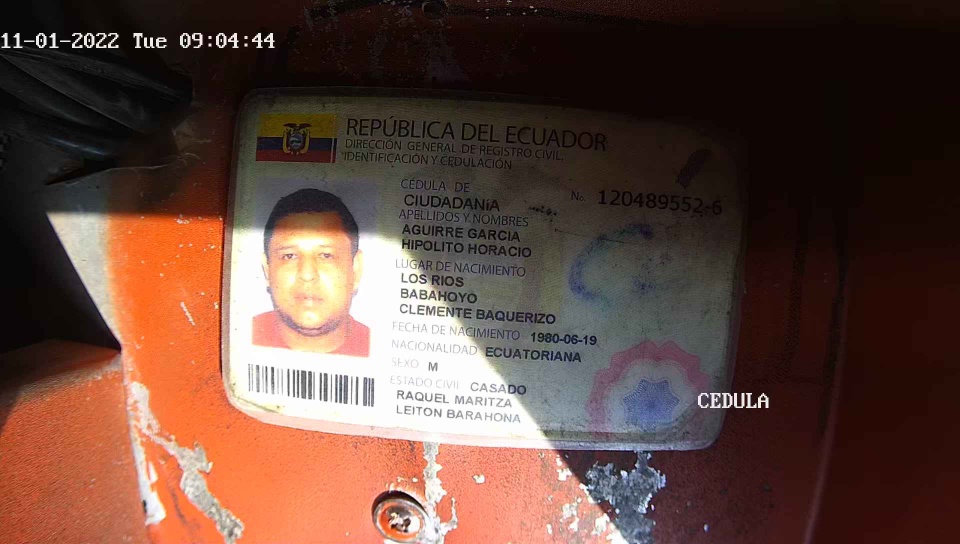 11-01-2022 Tue 09:04:44
REPÚBLICA DEL ECUADOR
DIRECCIÓN GENERAL DE REGISTRO CIVIL,
IDENTIFICACIÓN Y CEDULACIÓN
CÉDULA DE
CIUDADANÍA
No. 120489552-6
APELLIDOS Y NOMBRES
AGUIRRE GARCIA
HIPOLITO HORACIO
LUGAR DE NACIMIENTO
LOS RIOS
BABAHOYO
CLEMENTE BAQUERIZO
FECHA DE NACIMIENTO 1980-06-19
NACIONALIDAD ECUATORIANA
SEXO M
ESTADO CIVIL CASADO
RAQUEL MARITZA
LEITON BARAHONA
CEDULA